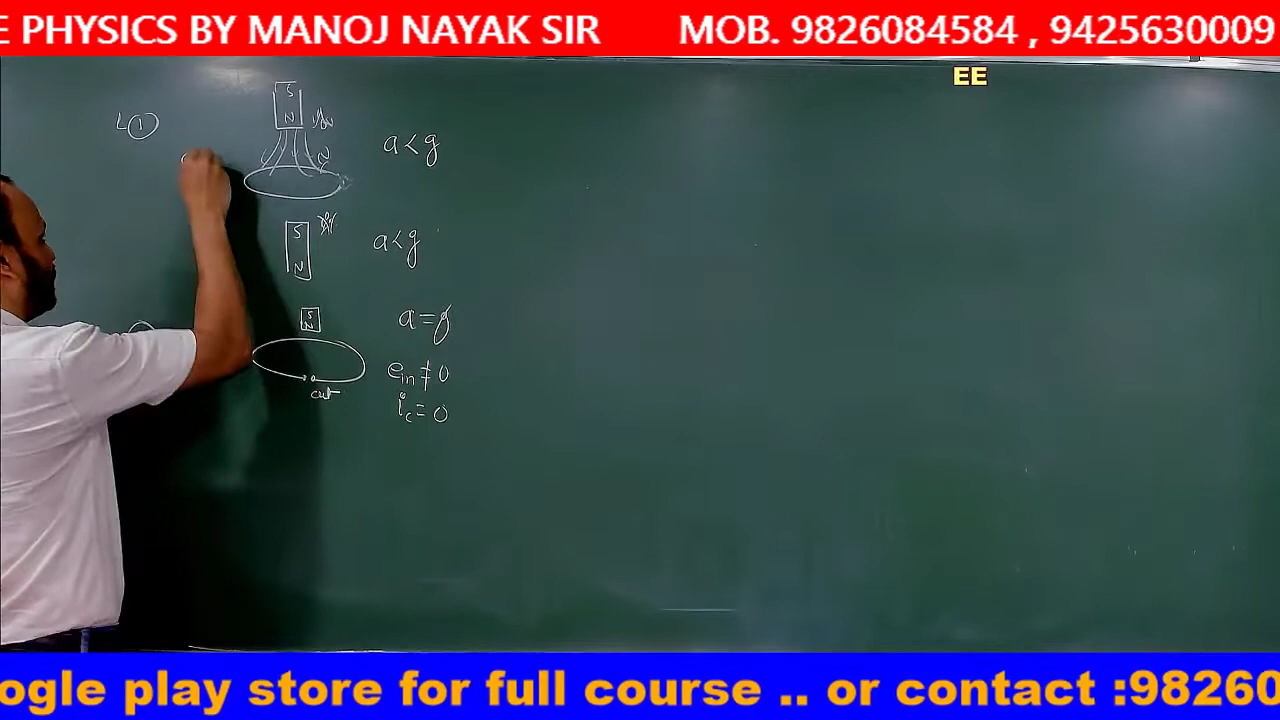 E PHYSICS BY MANOJ NAYAK SIR MOB. 9826084584 , 9425630009
EE
S
N
L ①
N
a < g
S
N
a < g
S
N
a = g
e_in ≠ 0
cut
i_c = 0
ogle play store for full course .. or contact :98260